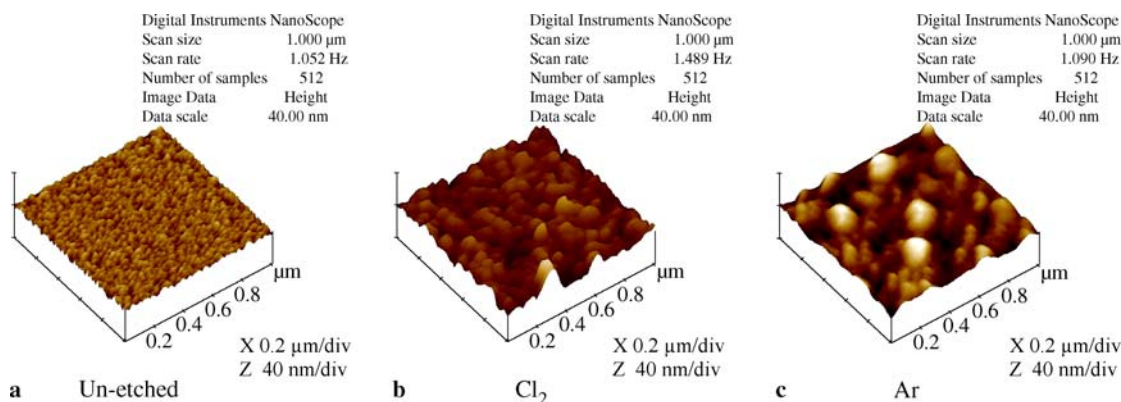 Digital Instruments NanoScope
Scan size 1.000 µm
Scan rate 1.052 Hz
Number of samples 512
Image Data Height
Data scale 40.00 nm
µm
0.8
0.6
0.4
0.2
X 0.2 µm/div
Z 40 nm/div
a Un-etched
Digital Instruments NanoScope
Scan size 1.000 µm
Scan rate 1.489 Hz
Number of samples 512
Image Data Height
Data scale 40.00 nm
µm
0.8
0.6
0.4
0.2
X 0.2 µm/div
Z 40 nm/div
b Cl₂
Digital Instruments NanoScope
Scan size 1.000 µm
Scan rate 1.090 Hz
Number of samples 512
Image Data Height
Data scale 40.00 nm
µm
0.8
0.6
0.4
0.2
X 0.2 µm/div
Z 40 nm/div
c Ar